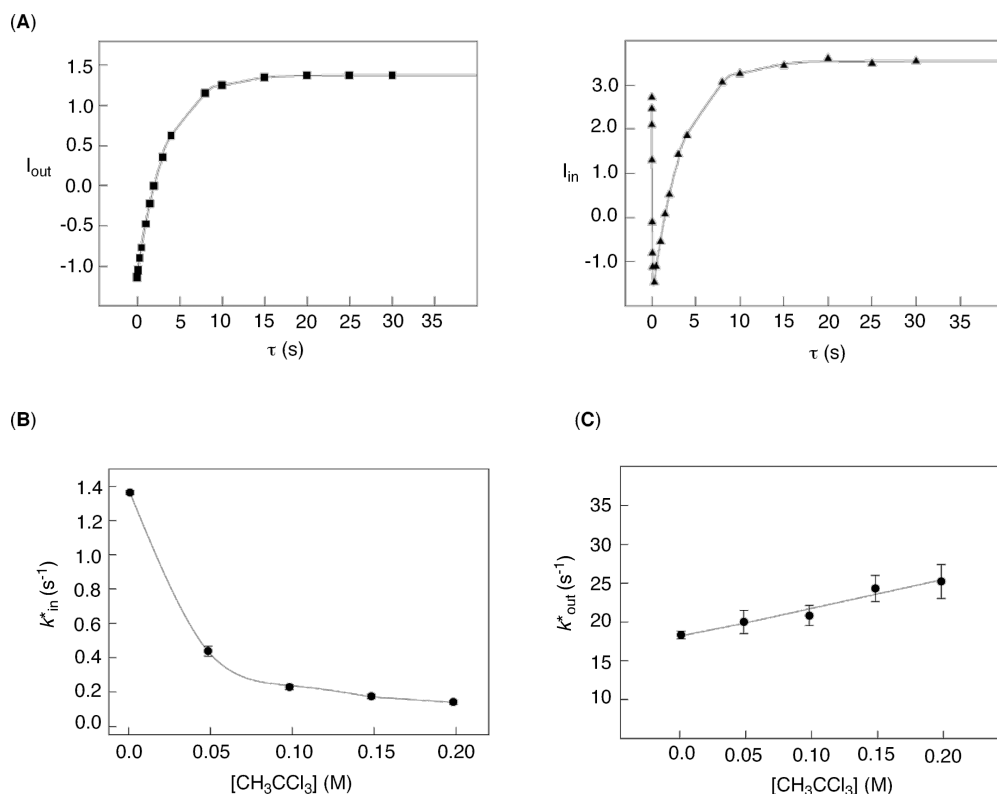 (A)
1.5
1.0
0.5
0.0
-0.5
-1.0
I_out
0 5 10 15 20 25 30 35
τ (s)
3.0
2.0
1.0
0.0
-1.0
I_in
0 5 10 15 20 25 30 35
τ (s)
(B)
1.4
1.2
1.0
0.8
0.6
0.4
0.2
0.0
k*_in (s⁻¹)
0.0 0.05 0.10 0.15 0.20
[CH₃CCl₃] (M)
(C)
35
30
25
20
15
10
k*_out (s⁻¹)
0.0 0.05 0.10 0.15 0.20
[CH₃CCl₃] (M)